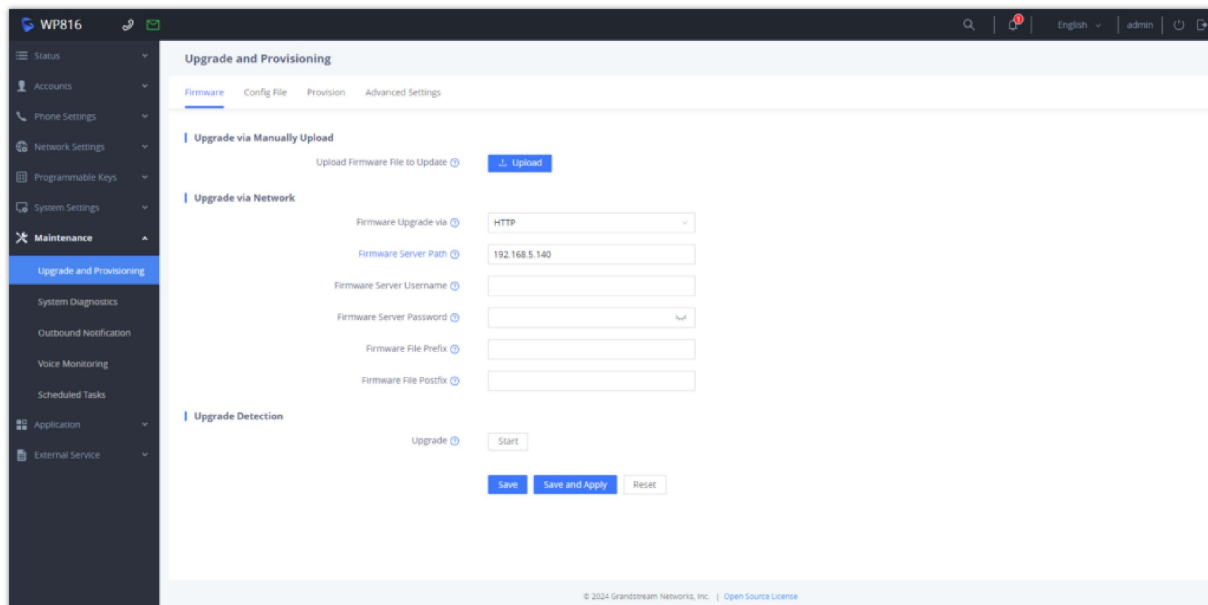 WP816
1
English
admin
Status
Accounts
Phone Settings
Network Settings
Programmable Keys
System Settings
Maintenance
Upgrade and Provisioning
System Diagnostics
Outbound Notification
Voice Monitoring
Scheduled Tasks
Application
External Service
Upgrade and Provisioning
Firmware Config File Provision Advanced Settings
Upgrade via Manually Upload
Upload Firmware File to Update ? Upload
Upgrade via Network
Firmware Upgrade via ? HTTP
Firmware Server Path ? 192.168.5.140
Firmware Server Username ?
Firmware Server Password ?
Firmware File Prefix ?
Firmware File Postfix ?
Upgrade Detection
Upgrade ? Start
Save Save and Apply Reset
© 2024 Grandstream Networks, Inc. | Open Source License